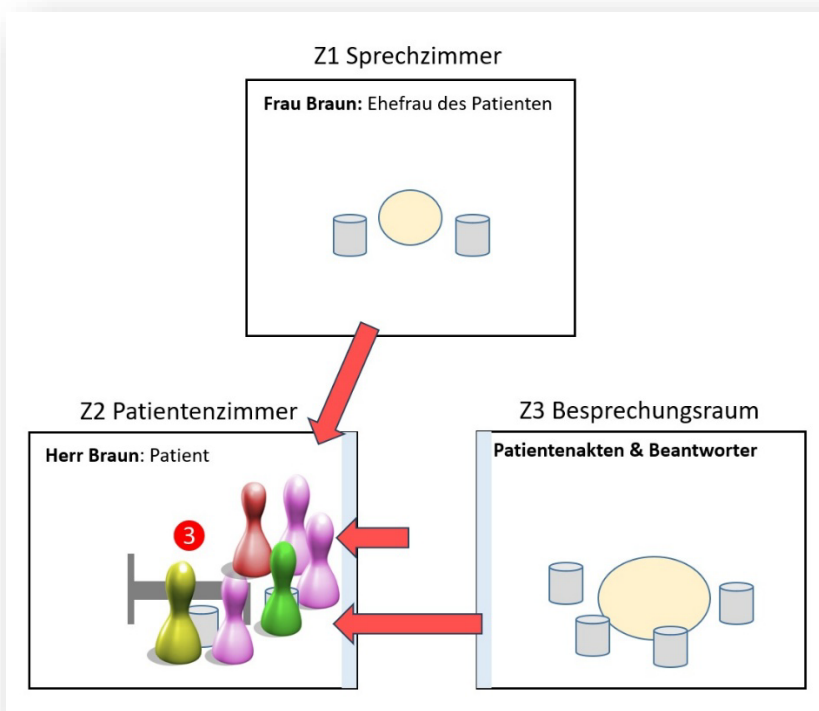 Z1 Sprechzimmer
Frau Braun: Ehefrau des Patienten
Z2 Patientenzimmer
Herr Braun: Patient
3
Z3 Besprechungsraum
Patientenakten & Beantworter